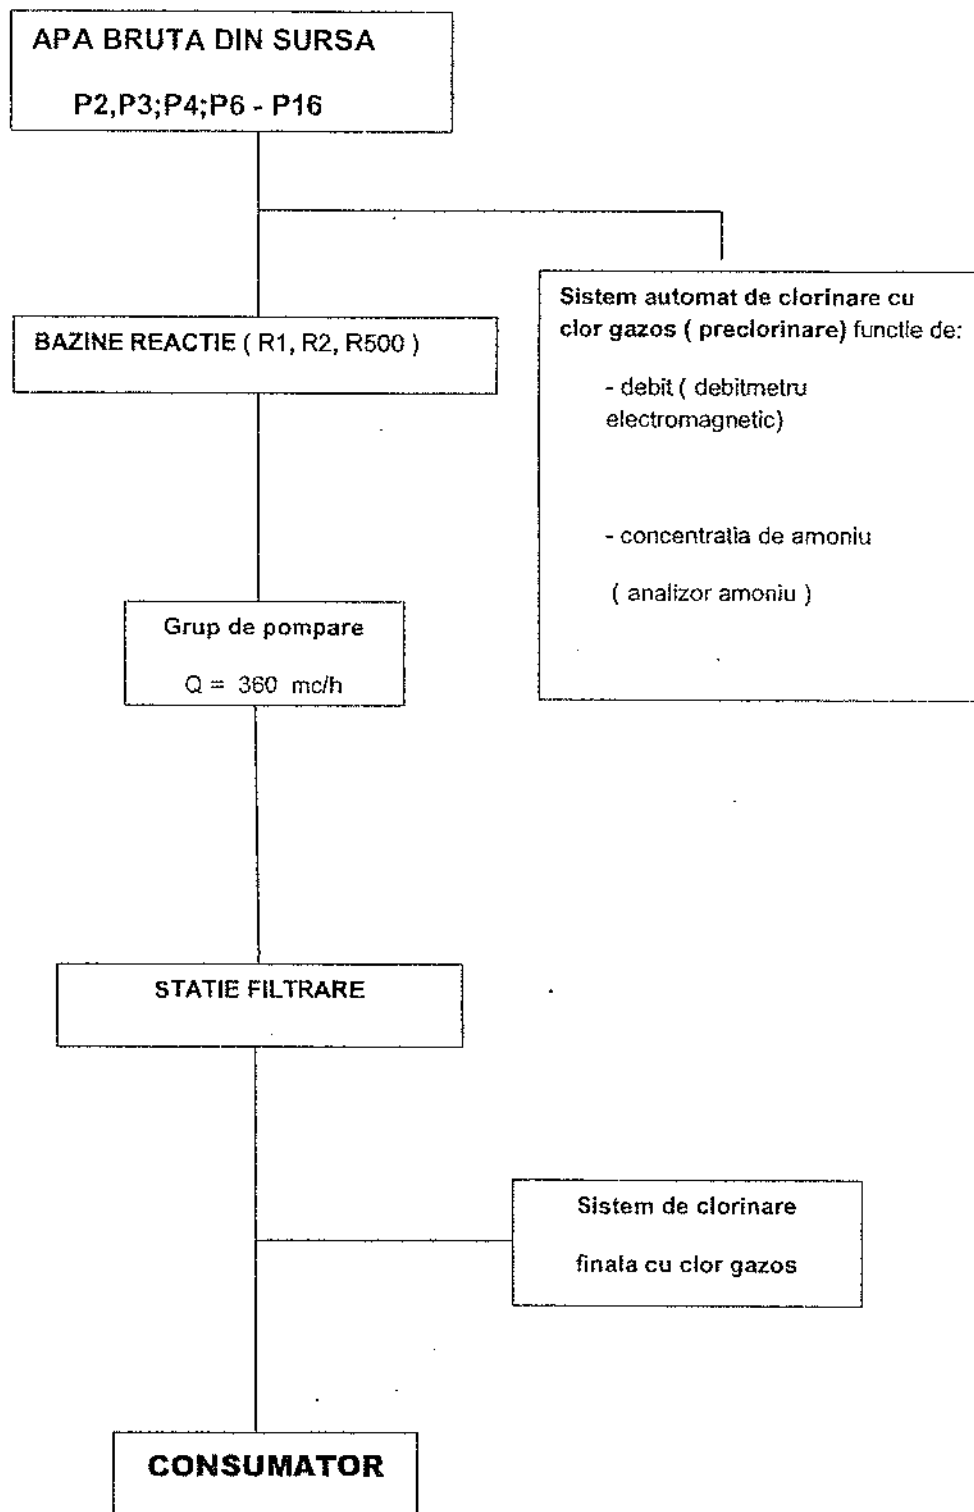 APA BRUTA DIN SURSA
P2,P3;P4;P6 - P16
Sistem automat de clorinare cu
clor gazos ( preclorinare) functie de:
- debit ( debitmetru
electromagnetic)
- concentratia de amoniu
( analizor amoniu )
BAZINE REACTIE ( R1, R2, R500 )
Grup de pompare
Q = 360 mc/h
STATIE FILTRARE
Sistem de clorinare
finala cu clor gazos
CONSUMATOR